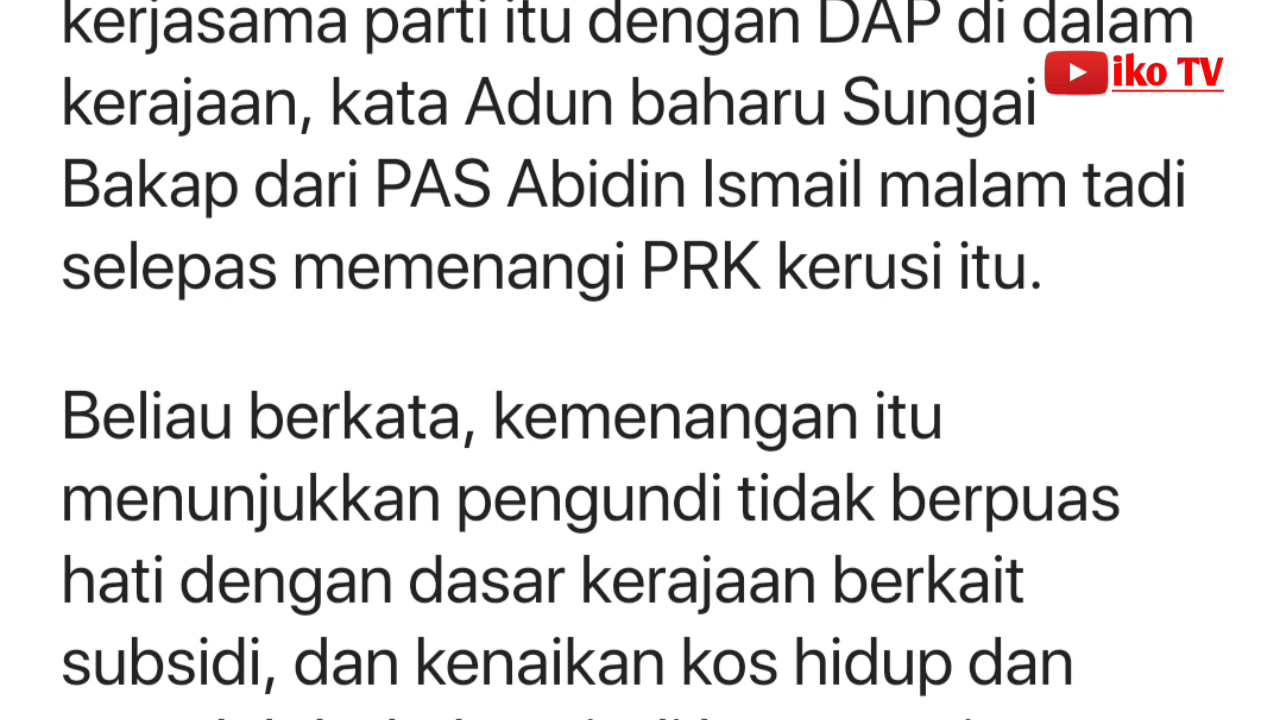 kerjasama parti itu dengan DAP di dalam
iko TV
kerajaan, kata Adun baharu Sungai
Bakap dari PAS Abidin Ismail malam tadi
selepas memenangi PRK kerusi itu.
Beliau berkata, kemenangan itu
menunjukkan pengundi tidak berpuas
hati dengan dasar kerajaan berkait
subsidi, dan kenaikan kos hidup dan